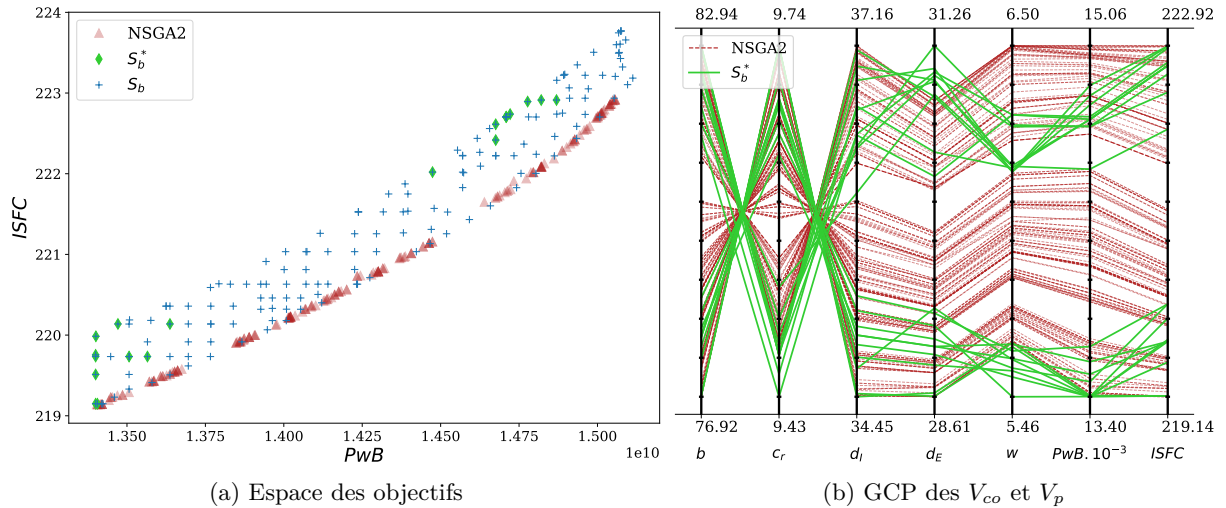 224
223
222
221
220
219
ISFC
NSGA2
S_b^*
S_b
1.350 1.375 1.400 1.425 1.450 1.475 1.500
PwB
1e10
(a) Espace des objectifs
82.94 9.74 37.16 31.26 6.50 15.06 222.92
NSGA2
S_b^*
76.92 9.43 34.45 28.61 5.46 13.40 219.14
b c_r d_I d_E w PwB.10^{-3} ISFC
(b) GCP des V_{co} et V_p